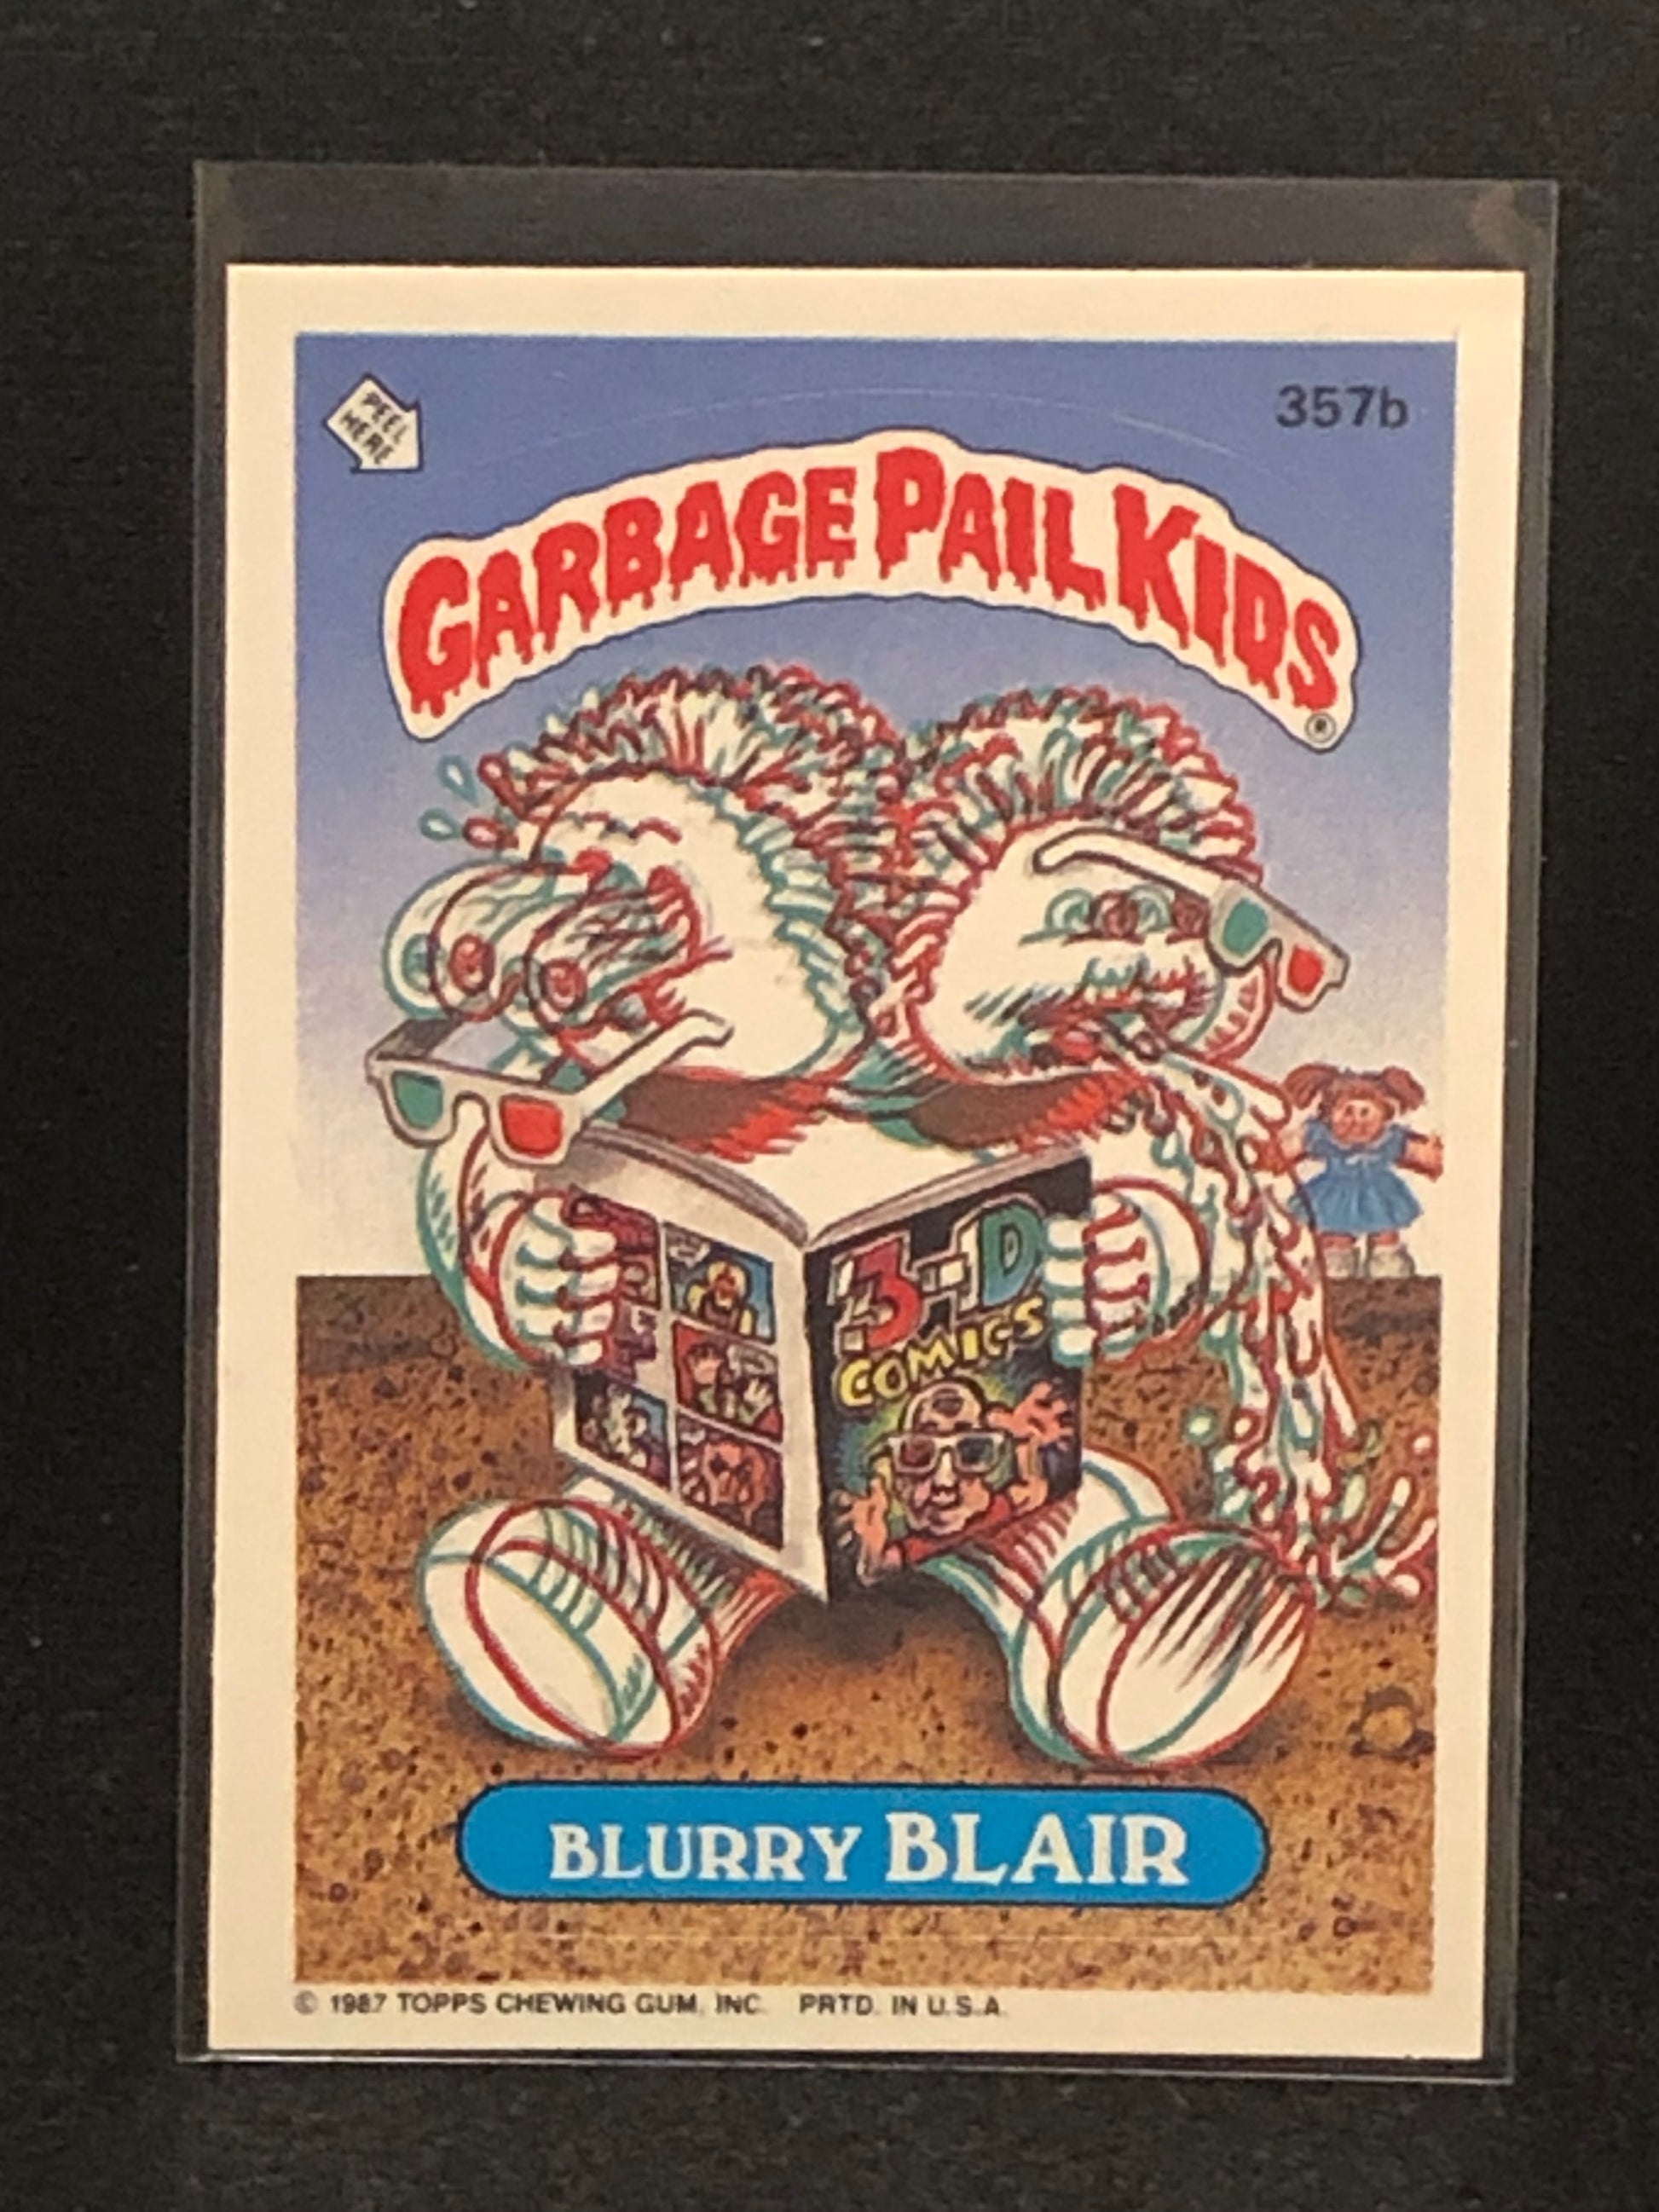 PEEL
HERE
357b
GARBAGE PAIL KIDS
®
3-D
COMICS
BLURRY BLAIR
© 1987 TOPPS CHEWING GUM, INC. PRTD. IN U.S.A.